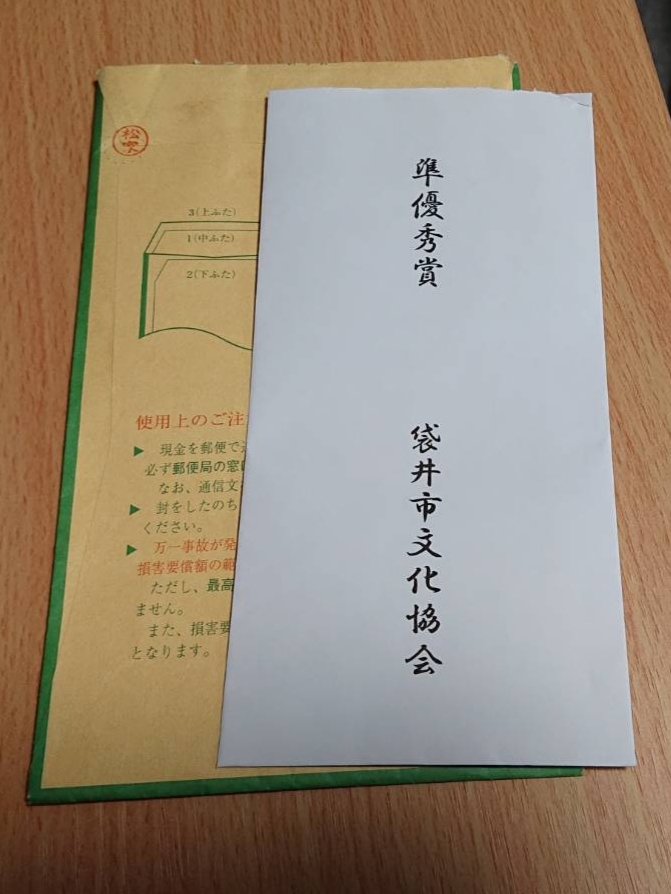 準優秀賞
袋井市文化協会
3(上ふた)
1(中ふた)
2(下ふた)
使用上のご注
▶ 現金を郵便で
必ず郵便局の窓
なお、通信文
▶ 封をしたのち
ください。
▶ 万一事故が発
損害要償額の範
ただし、最高
ません。
また、損害要
となります。
松